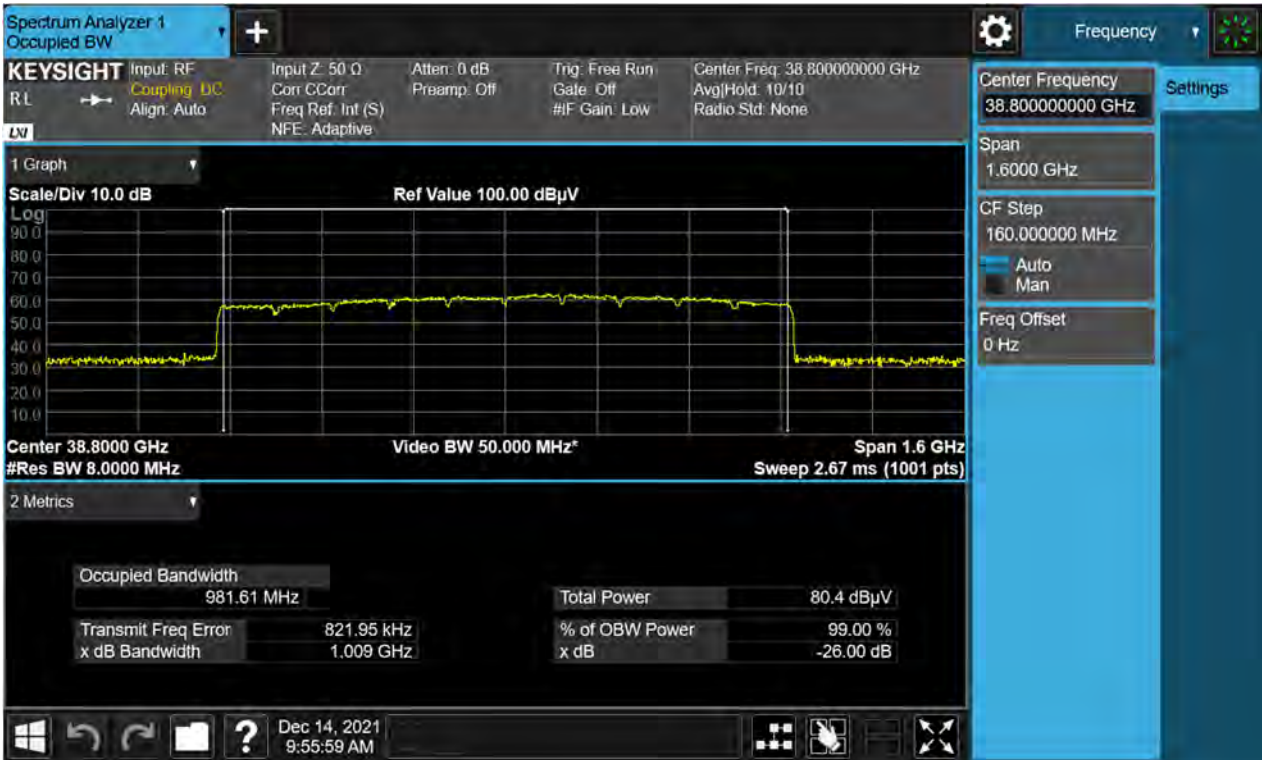 Spectrum Analyzer 1
Occupied BW
Frequency
KEYSIGHT
RL
LXI
Input: RF
Coupling: DC
Align: Auto
Input Z: 50 Ω
Corr CCorr
Freq Ref: Int (S)
NFE: Adaptive
Atten: 0 dB
Preamp: Off
Trig: Free Run
Gate: Off
#IF Gain: Low
Center Freq: 38.800000000 GHz
Avg|Hold: 10/10
Radio Std: None
Center Frequency
38.800000000 GHz
Settings
Span
1.6000 GHz
CF Step
160.000000 MHz
Auto
Man
Freq Offset
0 Hz
1 Graph
Scale/Div 10.0 dB
Ref Value 100.00 dBµV
Log
90.0
80.0
70.0
60.0
50.0
40.0
30.0
20.0
10.0
Center 38.8000 GHz
Video BW 50.000 MHz*
Span 1.6 GHz
#Res BW 8.0000 MHz
Sweep 2.67 ms (1001 pts)
2 Metrics
Occupied Bandwidth
981.61 MHz
Total Power 80.4 dBµV
Transmit Freq Error 821.95 kHz
% of OBW Power 99.00 %
x dB Bandwidth 1.009 GHz
x dB -26.00 dB
?
Dec 14, 2021
9:55:59 AM